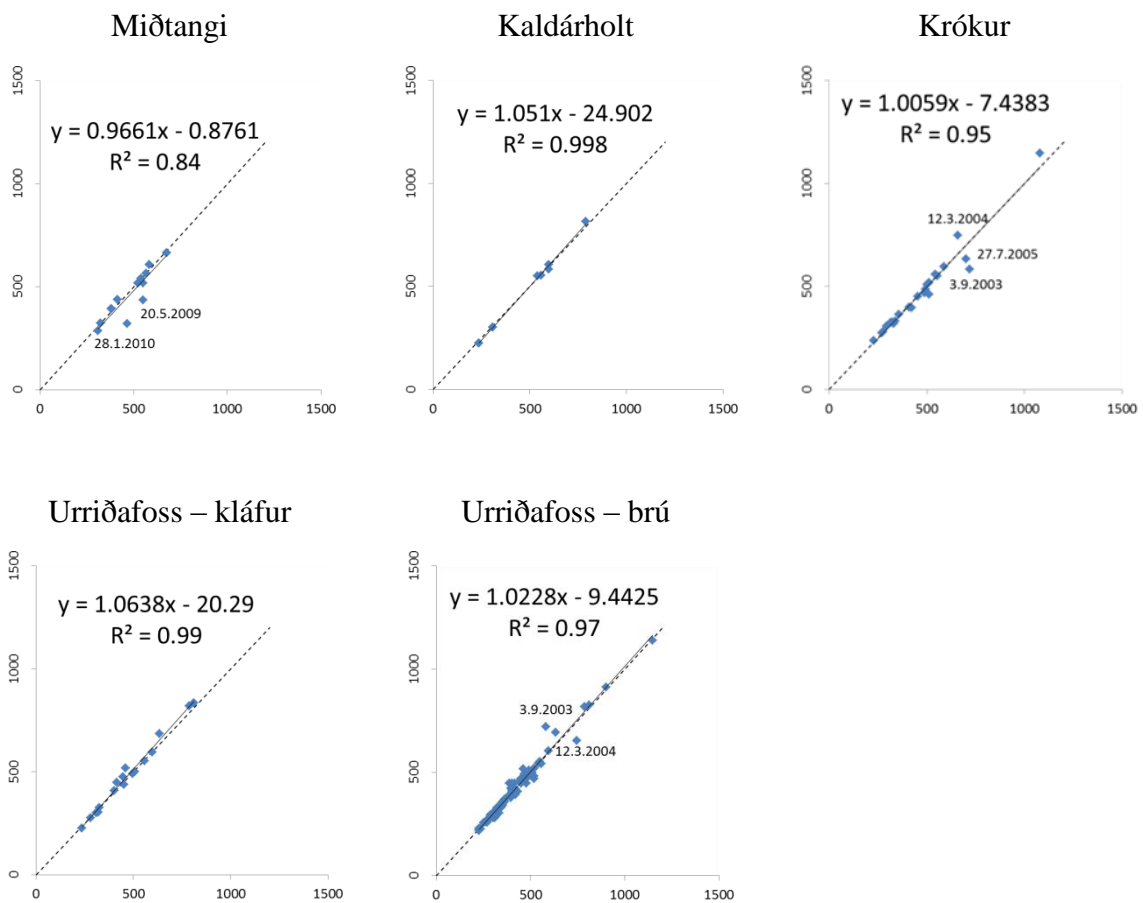 Miðtangi
1500
1000
500
0
y = 0.9661x - 0.8761
R² = 0.84
20.5.2009
28.1.2010
0 500 1000 1500
Kaldárholt
1500
1000
500
0
y = 1.051x - 24.902
R² = 0.998
0 500 1000 1500
Krókur
1500
1000
500
0
y = 1.0059x - 7.4383
R² = 0.95
12.3.2004
27.7.2005
3.9.2003
0 500 1000 1500
Urriðafoss – kláfur
1500
1000
500
0
y = 1.0638x - 20.29
R² = 0.99
0 500 1000 1500
Urriðafoss – brú
1500
1000
500
0
y = 1.0228x - 9.4425
R² = 0.97
3.9.2003
12.3.2004
0 500 1000 1500